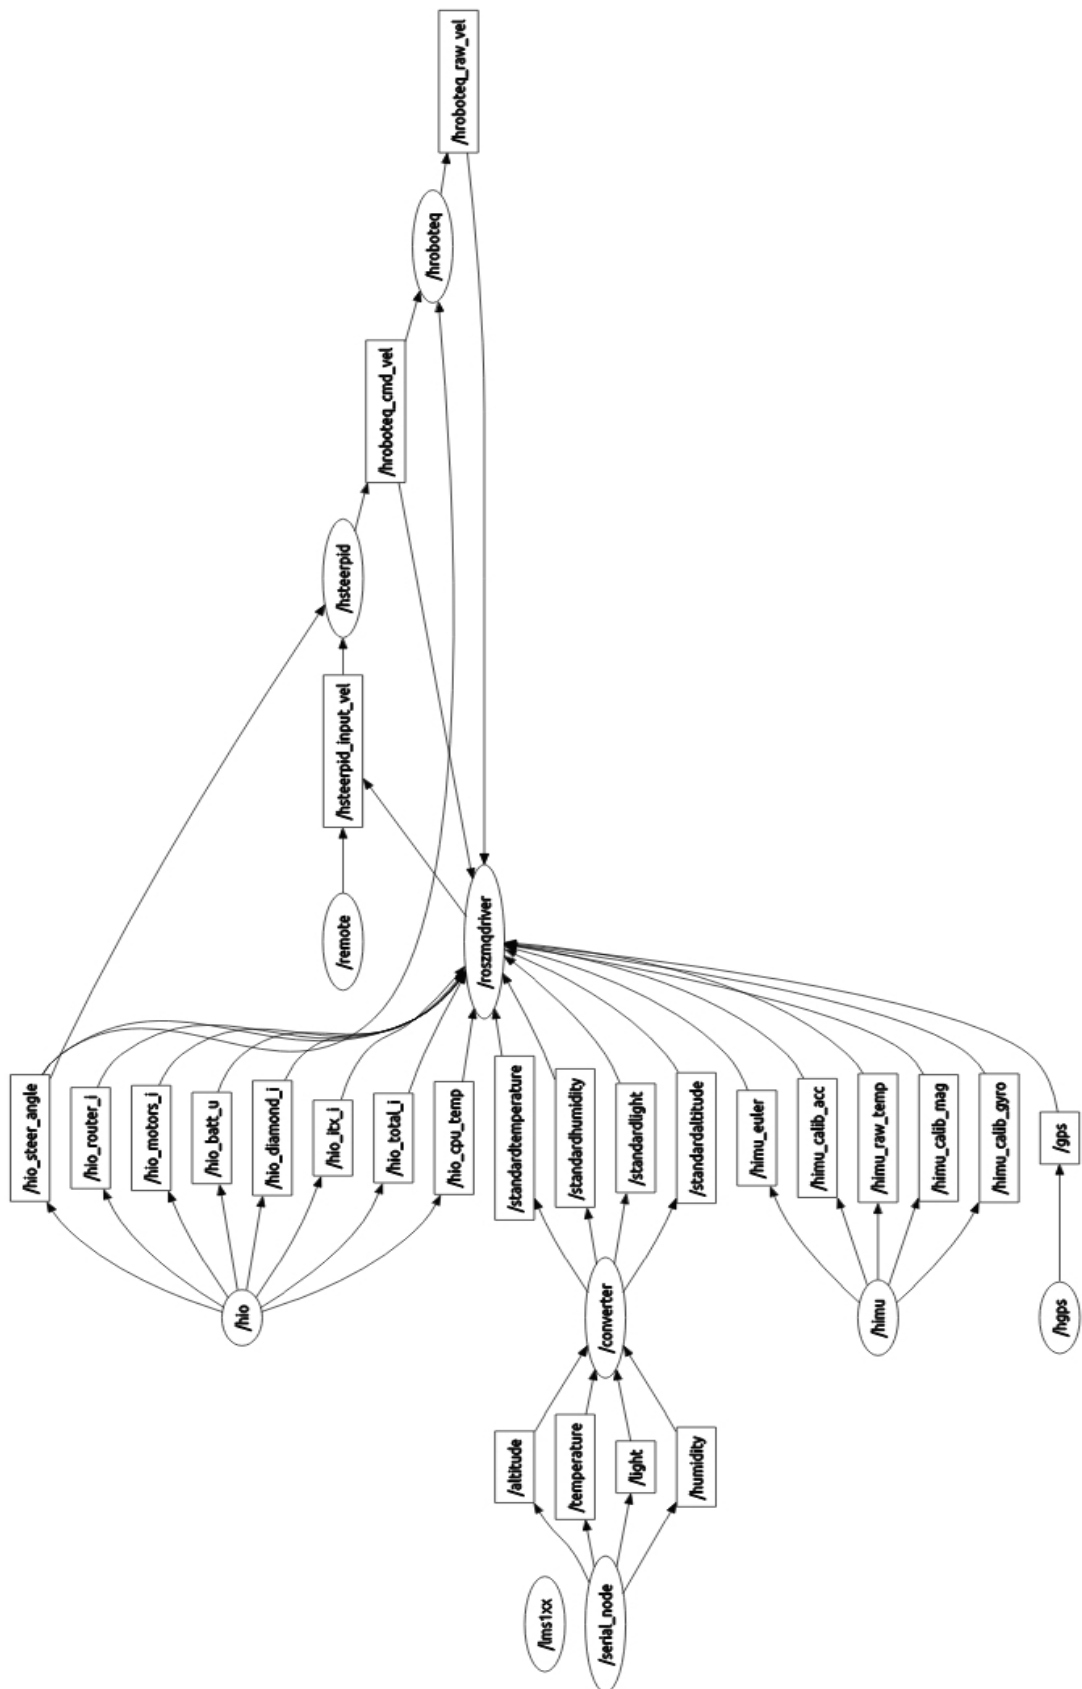 /lms1xx
/serial_node
/altitude
/temperature
/light
/humidity
/hio
/converter
/himu
/hgps
/hio_steer_angle
/hio_router_i
/hio_motors_i
/hio_batt_u
/hio_diamond_i
/hio_itx_i
/hio_total_i
/hio_cpu_temp
/standardtemperature
/standardhumidity
/standardlight
/standardaltitude
/himu_euler
/himu_calib_acc
/himu_raw_temp
/himu_calib_mag
/himu_calib_gyro
/gps
/remote
/roszmqdriver
/hsteerpid_input_vel
/hsteerpid
/hroboteq_cmd_vel
/hroboteq
/hroboteq_raw_vel